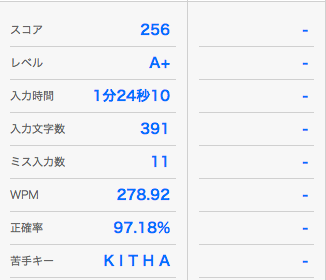 スコア 256 -
レベル A+ -
入力時間 1分24秒10 -
入力文字数 391 -
ミス入力数 11 -
WPM 278.92 -
正確率 97.18% -
苦手キー K I T H A -